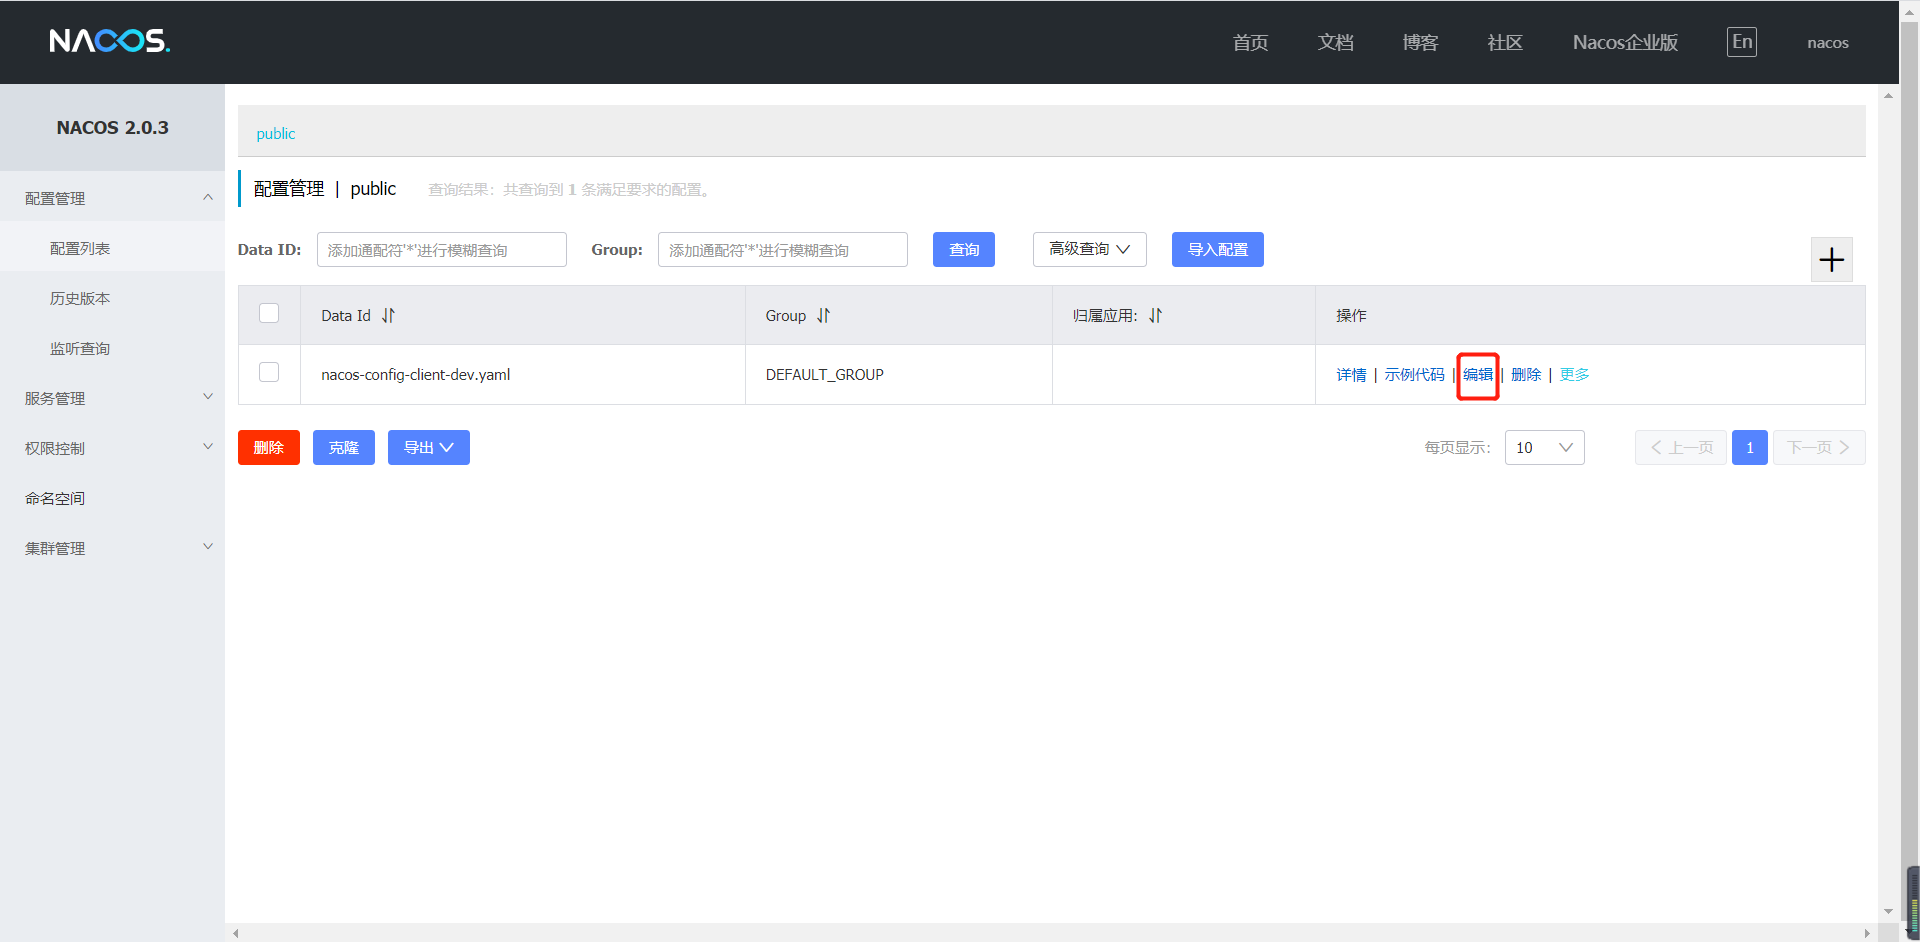 NACOS.
首页 文档 博客 社区 Nacos企业版 En nacos
NACOS 2.0.3
配置管理
配置列表
历史版本
监听查询
服务管理
权限控制
命名空间
集群管理
public
配置管理 | public 查询结果：共查询到 1 条满足要求的配置。
Data ID: 添加通配符'*'进行模糊查询 Group: 添加通配符'*'进行模糊查询 查询 高级查询 导入配置
Data Id Group 归属应用: 操作
nacos-config-client-dev.yaml DEFAULT_GROUP 详情 | 示例代码 | 编辑 | 删除 | 更多
删除 克隆 导出 每页显示: 10 上一页 1 下一页